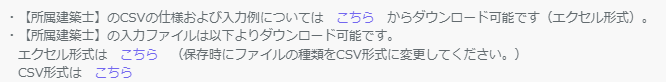 ・【所属建築士】のCSVの仕様および入力例については　こちら　からダウンロード可能です（エクセル形式）。
・【所属建築士】の入力ファイルは以下よりダウンロード可能です。
エクセル形式は　こちら　（保存時にファイルの種類をCSV形式に変更してください。）
CSV形式は　こちら